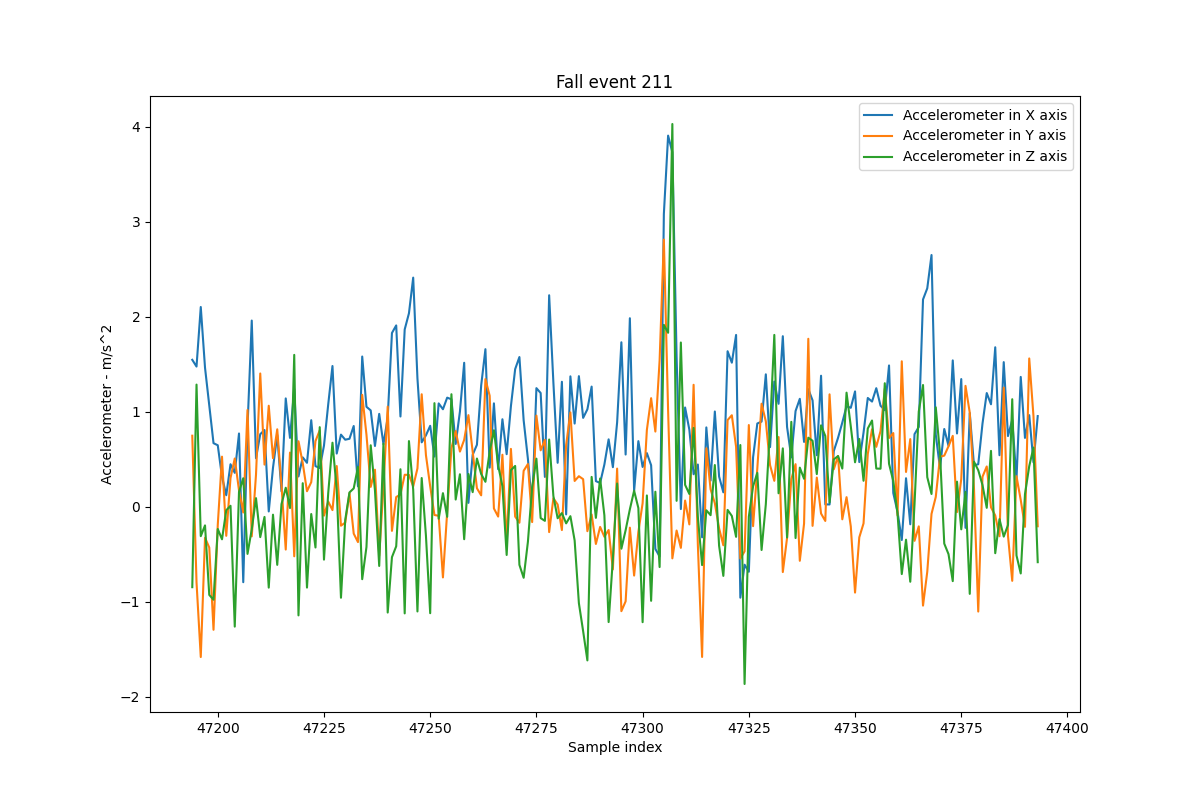 Fall event 211
Accelerometer in X axis
Accelerometer in Y axis
Accelerometer in Z axis
4
3
2
1
0
−1
−2
Accelerometer - m/s^2
47200 47225 47250 47275 47300 47325 47350 47375 47400
Sample index